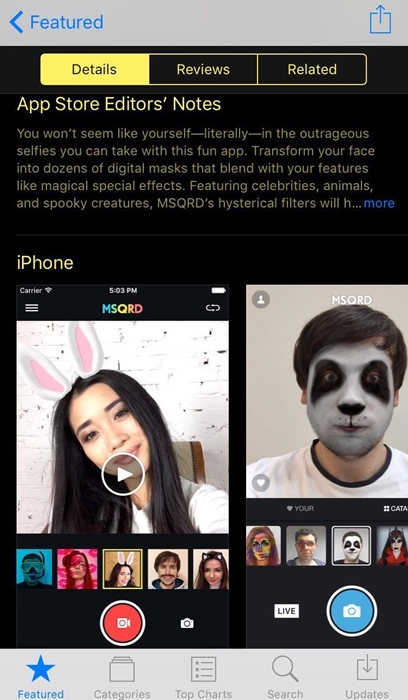 Featured
Details Reviews Related
App Store Editors' Notes
You won't seem like yourself—literally—in the outrageous
selfies you can take with this fun app. Transform your face
into dozens of digital masks that blend with your features
like magical special effects. Featuring celebrities, animals,
and spooky creatures, MSQRD's hysterical filters will h... more
iPhone
Carrier 5:03 PM
MSQRD
MSQRD
YOUR CATA
LIVE
Featured Categories Top Charts Search Updates